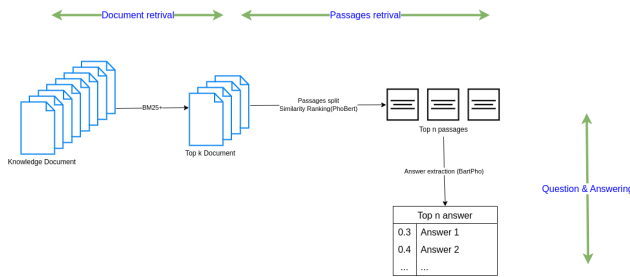 Document retrival
Passages retrival
BM25+
Passages split
Similarity Ranking(PhoBert)
Knowledge Document
Top k Document
Top n passages
Answer extraction (BartPho)
Question & Answering
Top n answer
0.3 Answer 1
0.4 Answer 2
... ...